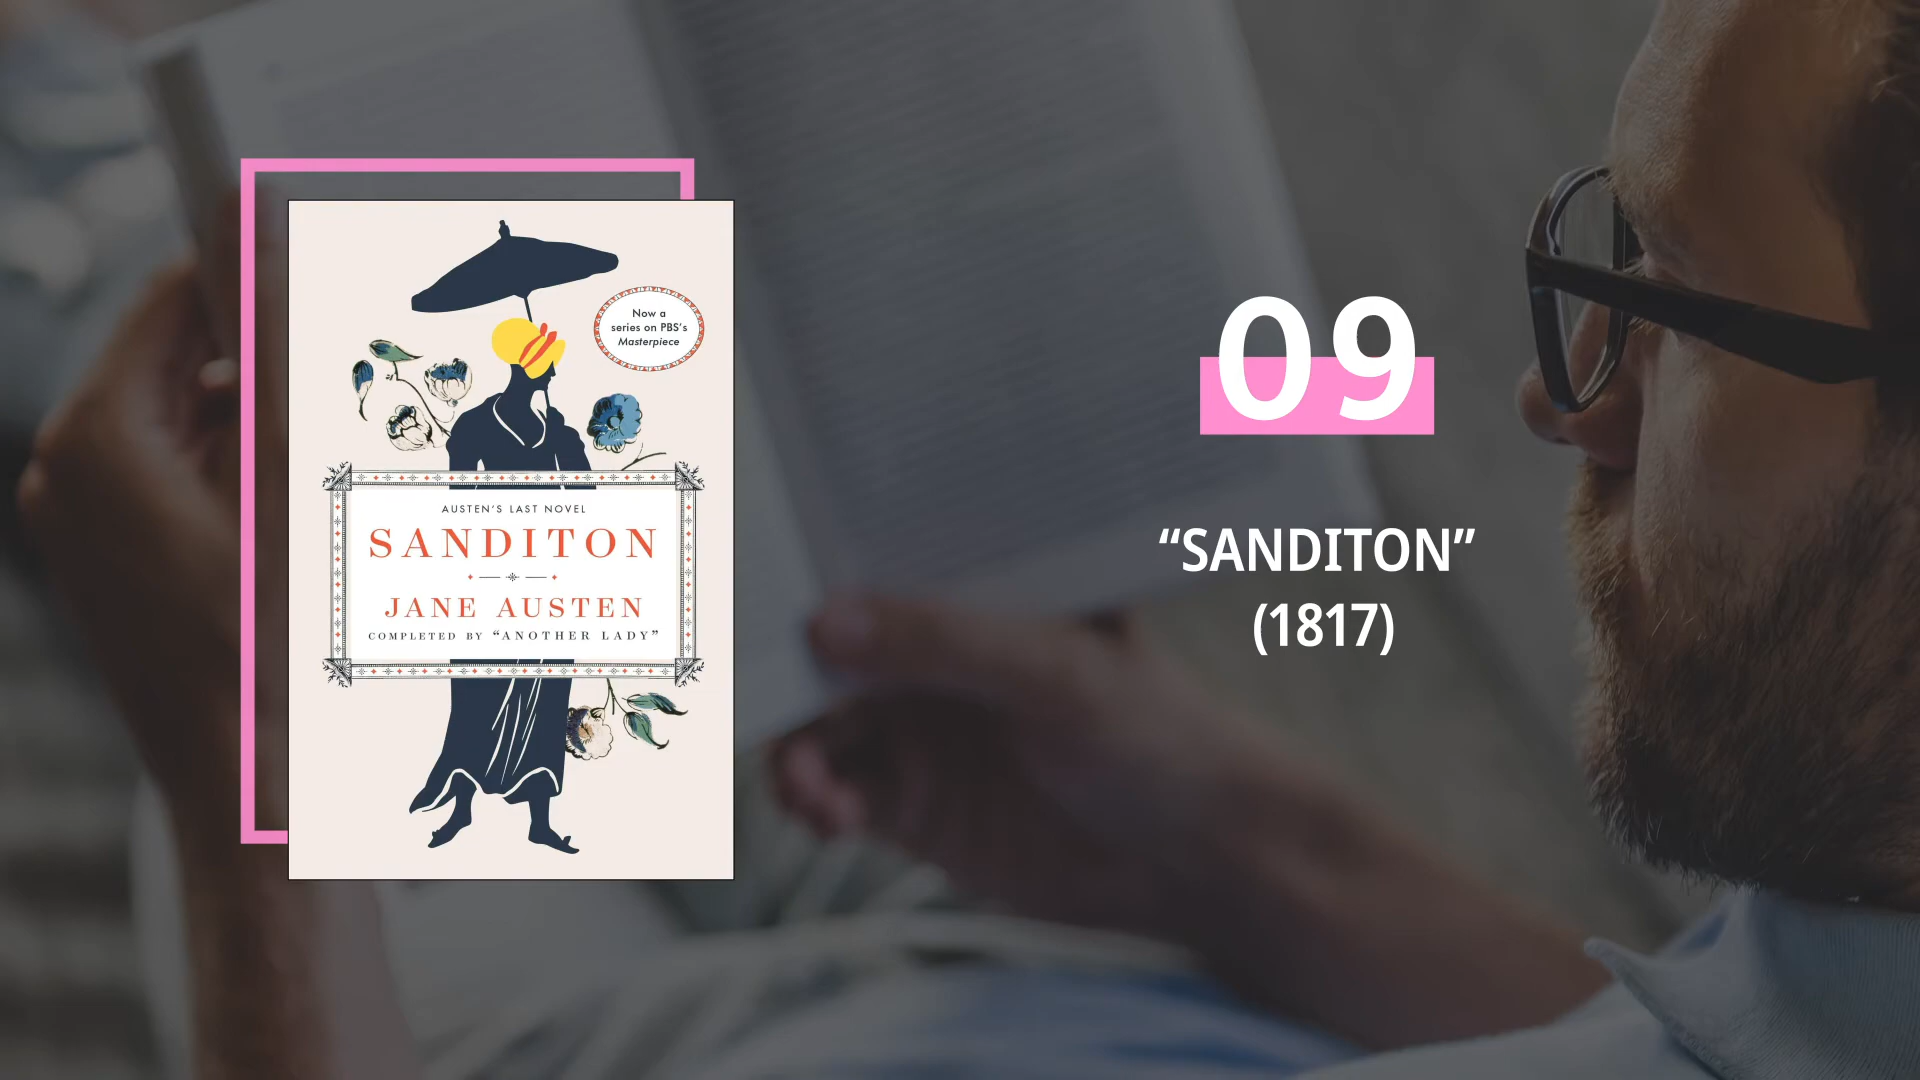 Now a
series on PBS's
Masterpiece
AUSTEN'S LAST NOVEL
SANDITON
JANE AUSTEN
COMPLETED BY “ANOTHER LADY”
09
“SANDITON”
(1817)